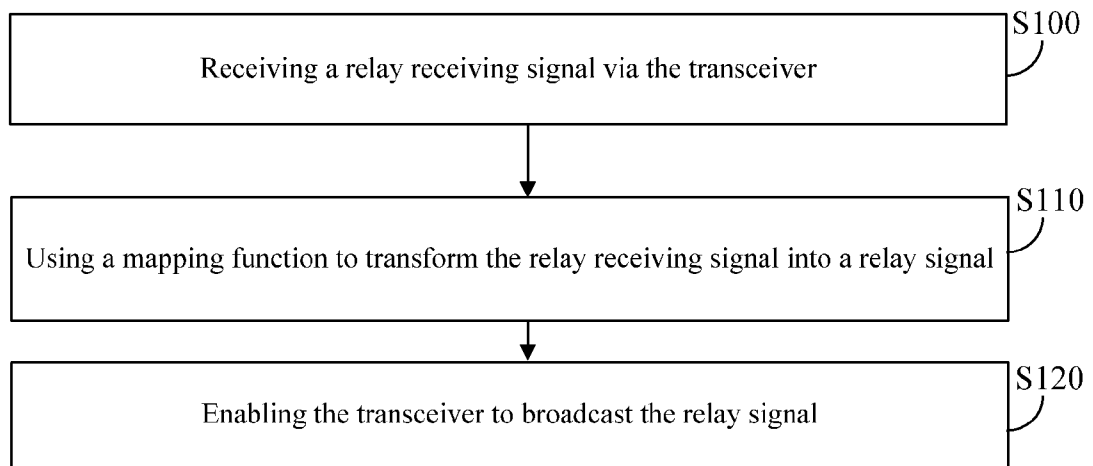 S100
Receiving a relay receiving signal via the transceiver
S110
Using a mapping function to transform the relay receiving signal into a relay signal
S120
Enabling the transceiver to broadcast the relay signal